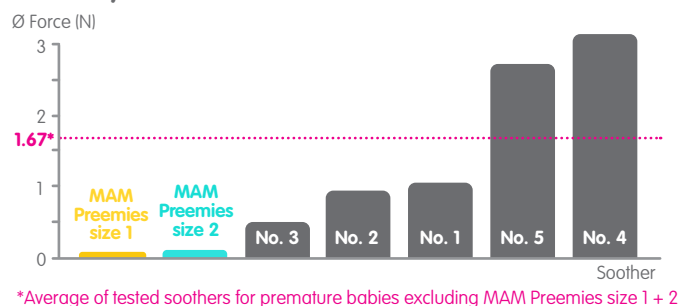 Ø Force (N)
3
2
1.67*
1
0
MAM
Preemies
size 1
MAM
Preemies
size 2
No. 3
No. 2
No. 1
No. 5
No. 4
Soother
*Average of tested soothers for premature babies excluding MAM Preemies size 1 + 2